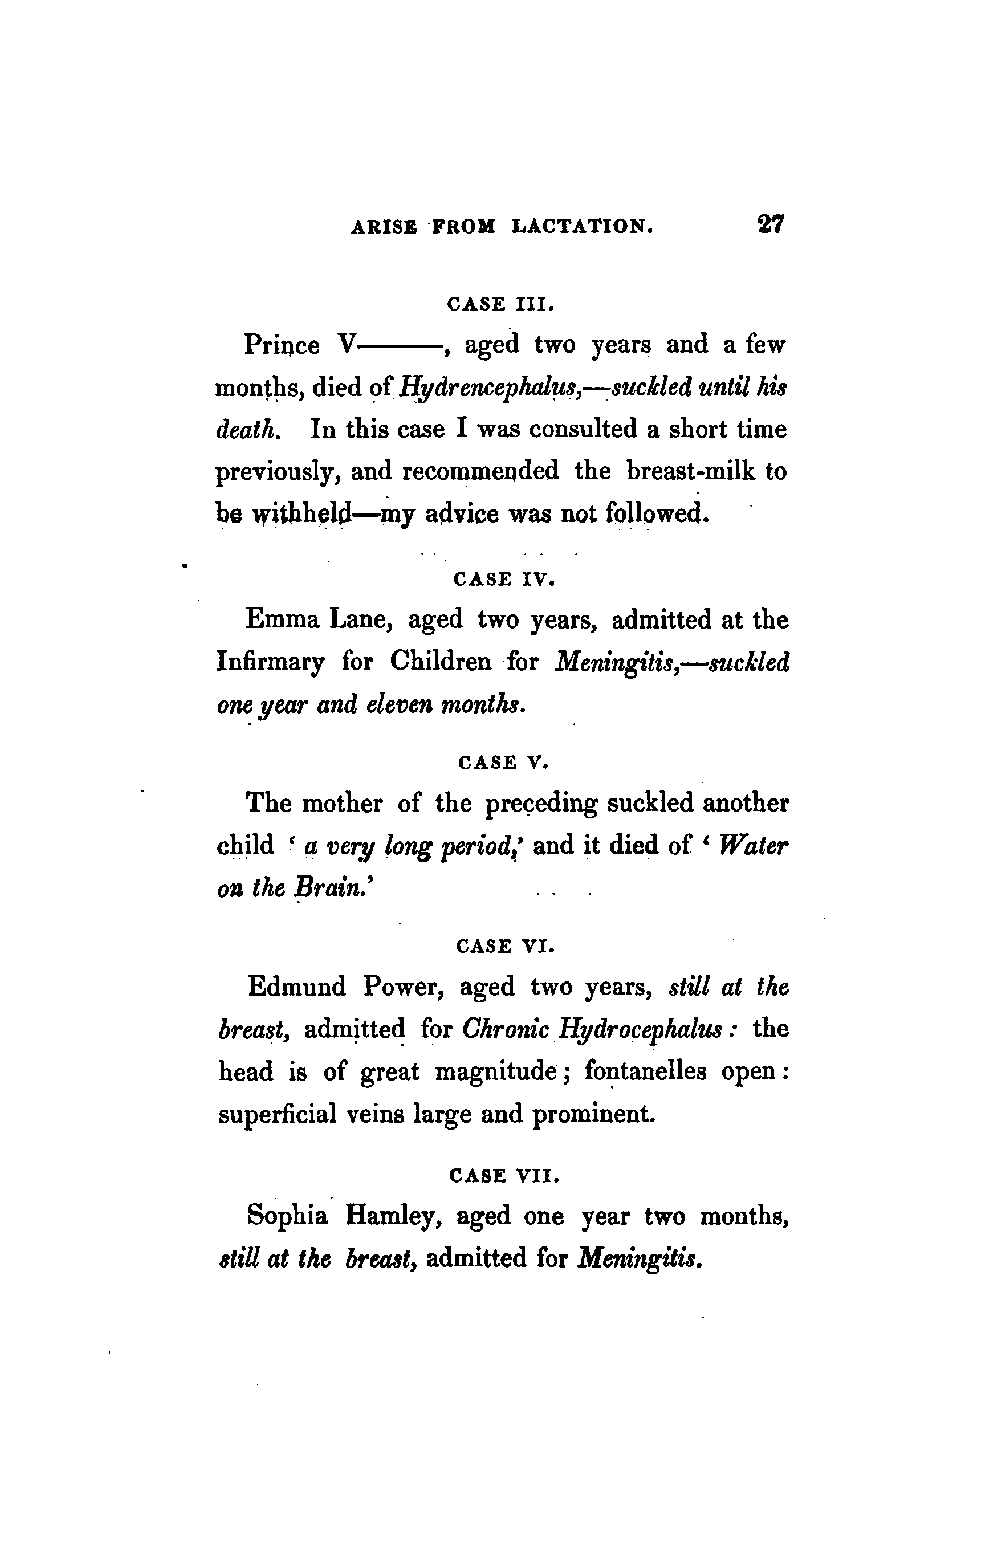 ARISE FROM LACTATION. 27
CASE III.
Prince V———, aged two years and a few
months, died of Hydrencephalus,—suckled until his
death. In this case I was consulted a short time
previously, and recommended the breast-milk to
be withheld—my advice was not followed.
CASE IV.
Emma Lane, aged two years, admitted at the
Infirmary for Children for Meningitis,—suckled
one year and eleven months.
CASE V.
The mother of the preceding suckled another
child ‘ a very long period,’ and it died of ‘ Water
on the Brain.’
CASE VI.
Edmund Power, aged two years, still at the
breast, admitted for Chronic Hydrocephalus : the
head is of great magnitude ; fontanelles open :
superficial veins large and prominent.
CASE VII.
Sophia Hamley, aged one year two months,
still at the breast, admitted for Meningitis.